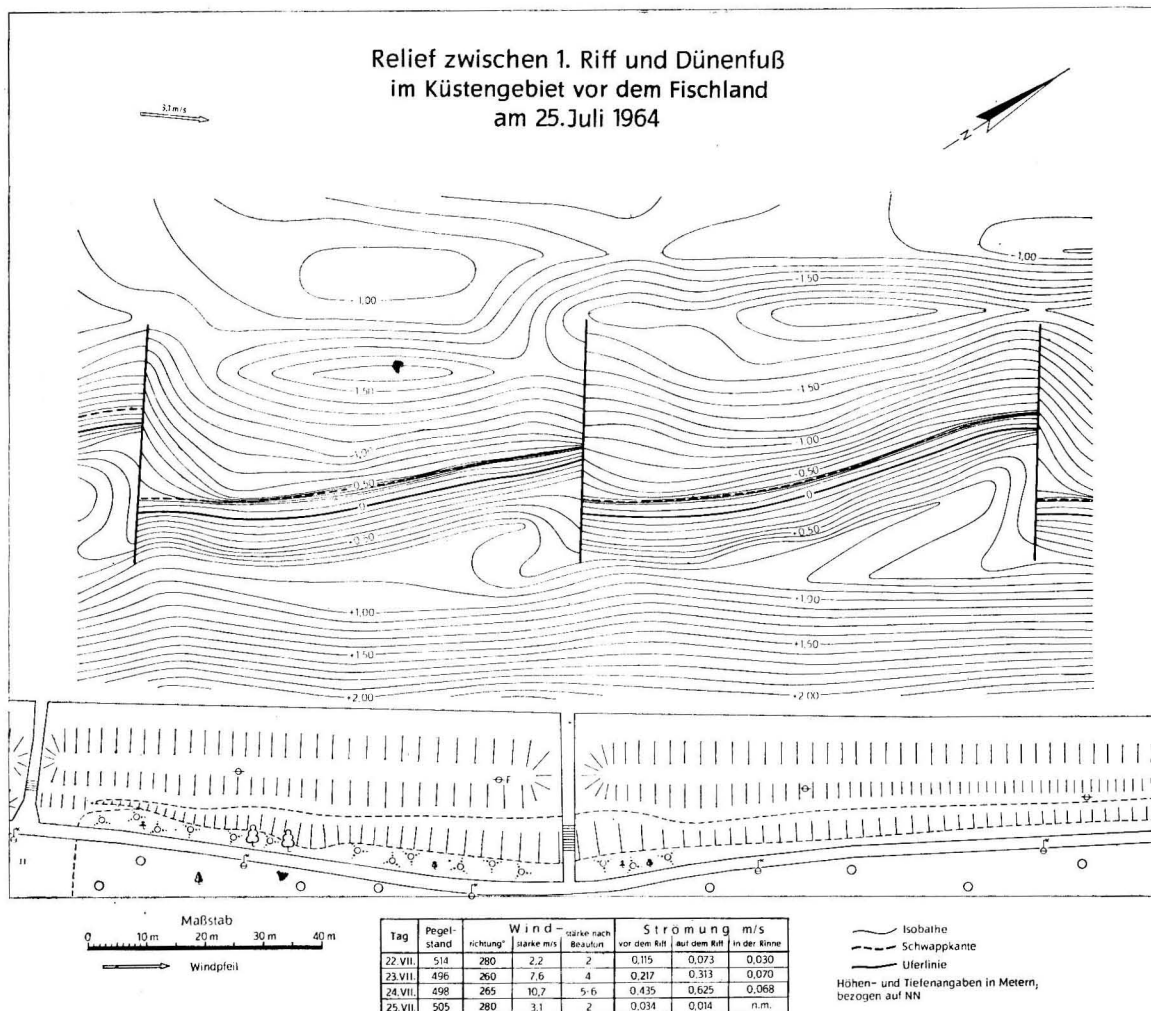 Relief zwischen 1. Riff und Dünenfuß
im Küstengebiet vor dem Fischland
am 25. Juli 1964
3,1 m/s
N
-1,00
-1,50
-1,00
-1,50
-1,50
-1,00
-1,00
-0,50
-0,50
0
0
+0,50
+0,50
+1,00
+1,00
+1,50
+1,50
+2,00
+2,00
F
Maßstab
0 10m 20m 30m 40m
Windpfeil
Tag Pegelstand Wind- Strömung m/s
richtung° stärke m/s stärke nach Beaufort vor dem Riff auf dem Riff in der Rinne
22.VII. 514 280 2,2 2 0,115 0,073 0,030
23.VII. 496 260 7,6 4 0,217 0,313 0,070
24.VII. 498 265 10,7 5-6 0,435 0,625 0,068
25.VII. 505 280 3,1 2 0,034 0,014 n.m.
Isobathe
Schwappkante
Uferlinie
Höhen- und Tiefenangaben in Metern,
bezogen auf NN